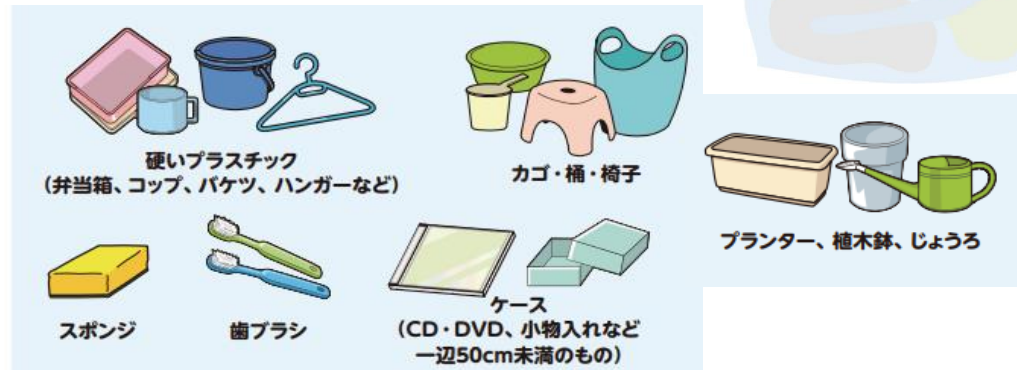 硬いプラスチック
（弁当箱、コップ、バケツ、ハンガーなど）
カゴ・桶・椅子
プランター、植木鉢、じょうろ
スポンジ
歯ブラシ
ケース
（CD・DVD、小物入れなど
一辺50cm未満のもの）